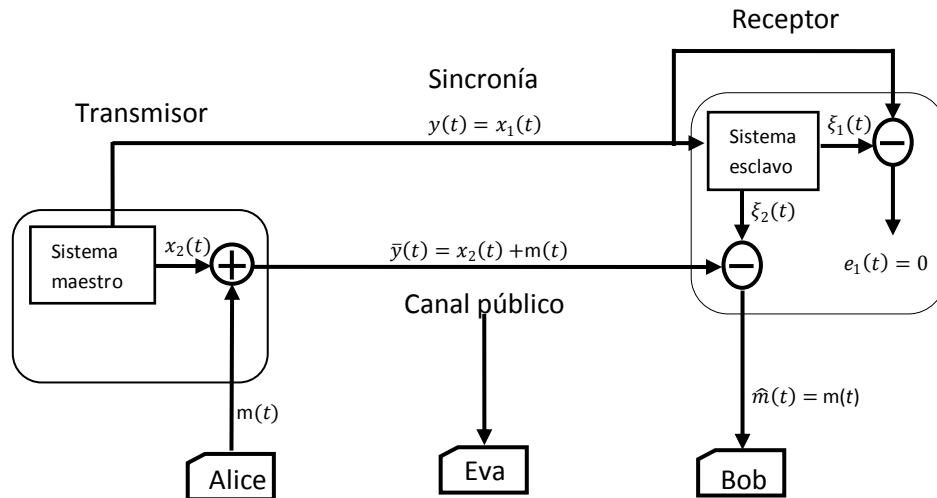 Receptor
Sincronía
Transmisor
y(t) = x₁(t)
Sistema
esclavo
ξ₁(t)
ξ₂(t)
Sistema
maestro
x₂(t)
ȳ(t) = x₂(t) +m(t)
e₁(t) = 0
Canal público
m(t)
m̂(t) = m(t)
Alice
Eva
Bob